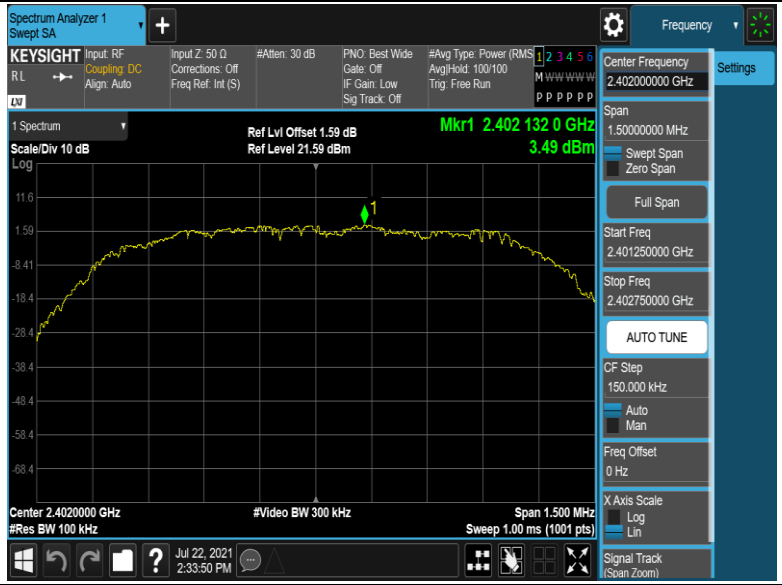 Spectrum Analyzer 1
Swept SA
+
Frequency
KEYSIGHT
RL
LXI
Input: RF
Coupling: DC
Align: Auto
Input Z: 50 Ω
Corrections: Off
Freq Ref: Int (S)
#Atten: 30 dB
PNO: Best Wide
Gate: Off
IF Gain: Low
Sig Track: Off
#Avg Type: Power (RMS
Avg|Hold: 100/100
Trig: Free Run
1 2 3 4 5 6
M W W W W W
P P P P P P
1 Spectrum
Scale/Div 10 dB
Log
Ref Lvl Offset 1.59 dB
Ref Level 21.59 dBm
Mkr1 2.402 132 0 GHz
3.49 dBm
1
11.6
1.59
-8.41
-18.4
-28.4
-38.4
-48.4
-58.4
-68.4
Center 2.4020000 GHz
#Res BW 100 kHz
#Video BW 300 kHz
Span 1.500 MHz
Sweep 1.00 ms (1001 pts)
?
Jul 22, 2021
2:33:50 PM
Center Frequency
2.402000000 GHz
Span
1.50000000 MHz
Swept Span
Zero Span
Full Span
Start Freq
2.401250000 GHz
Stop Freq
2.402750000 GHz
AUTO TUNE
CF Step
150.000 kHz
Auto
Man
Freq Offset
0 Hz
X Axis Scale
Log
Lin
Signal Track
(Span Zoom)
Settings